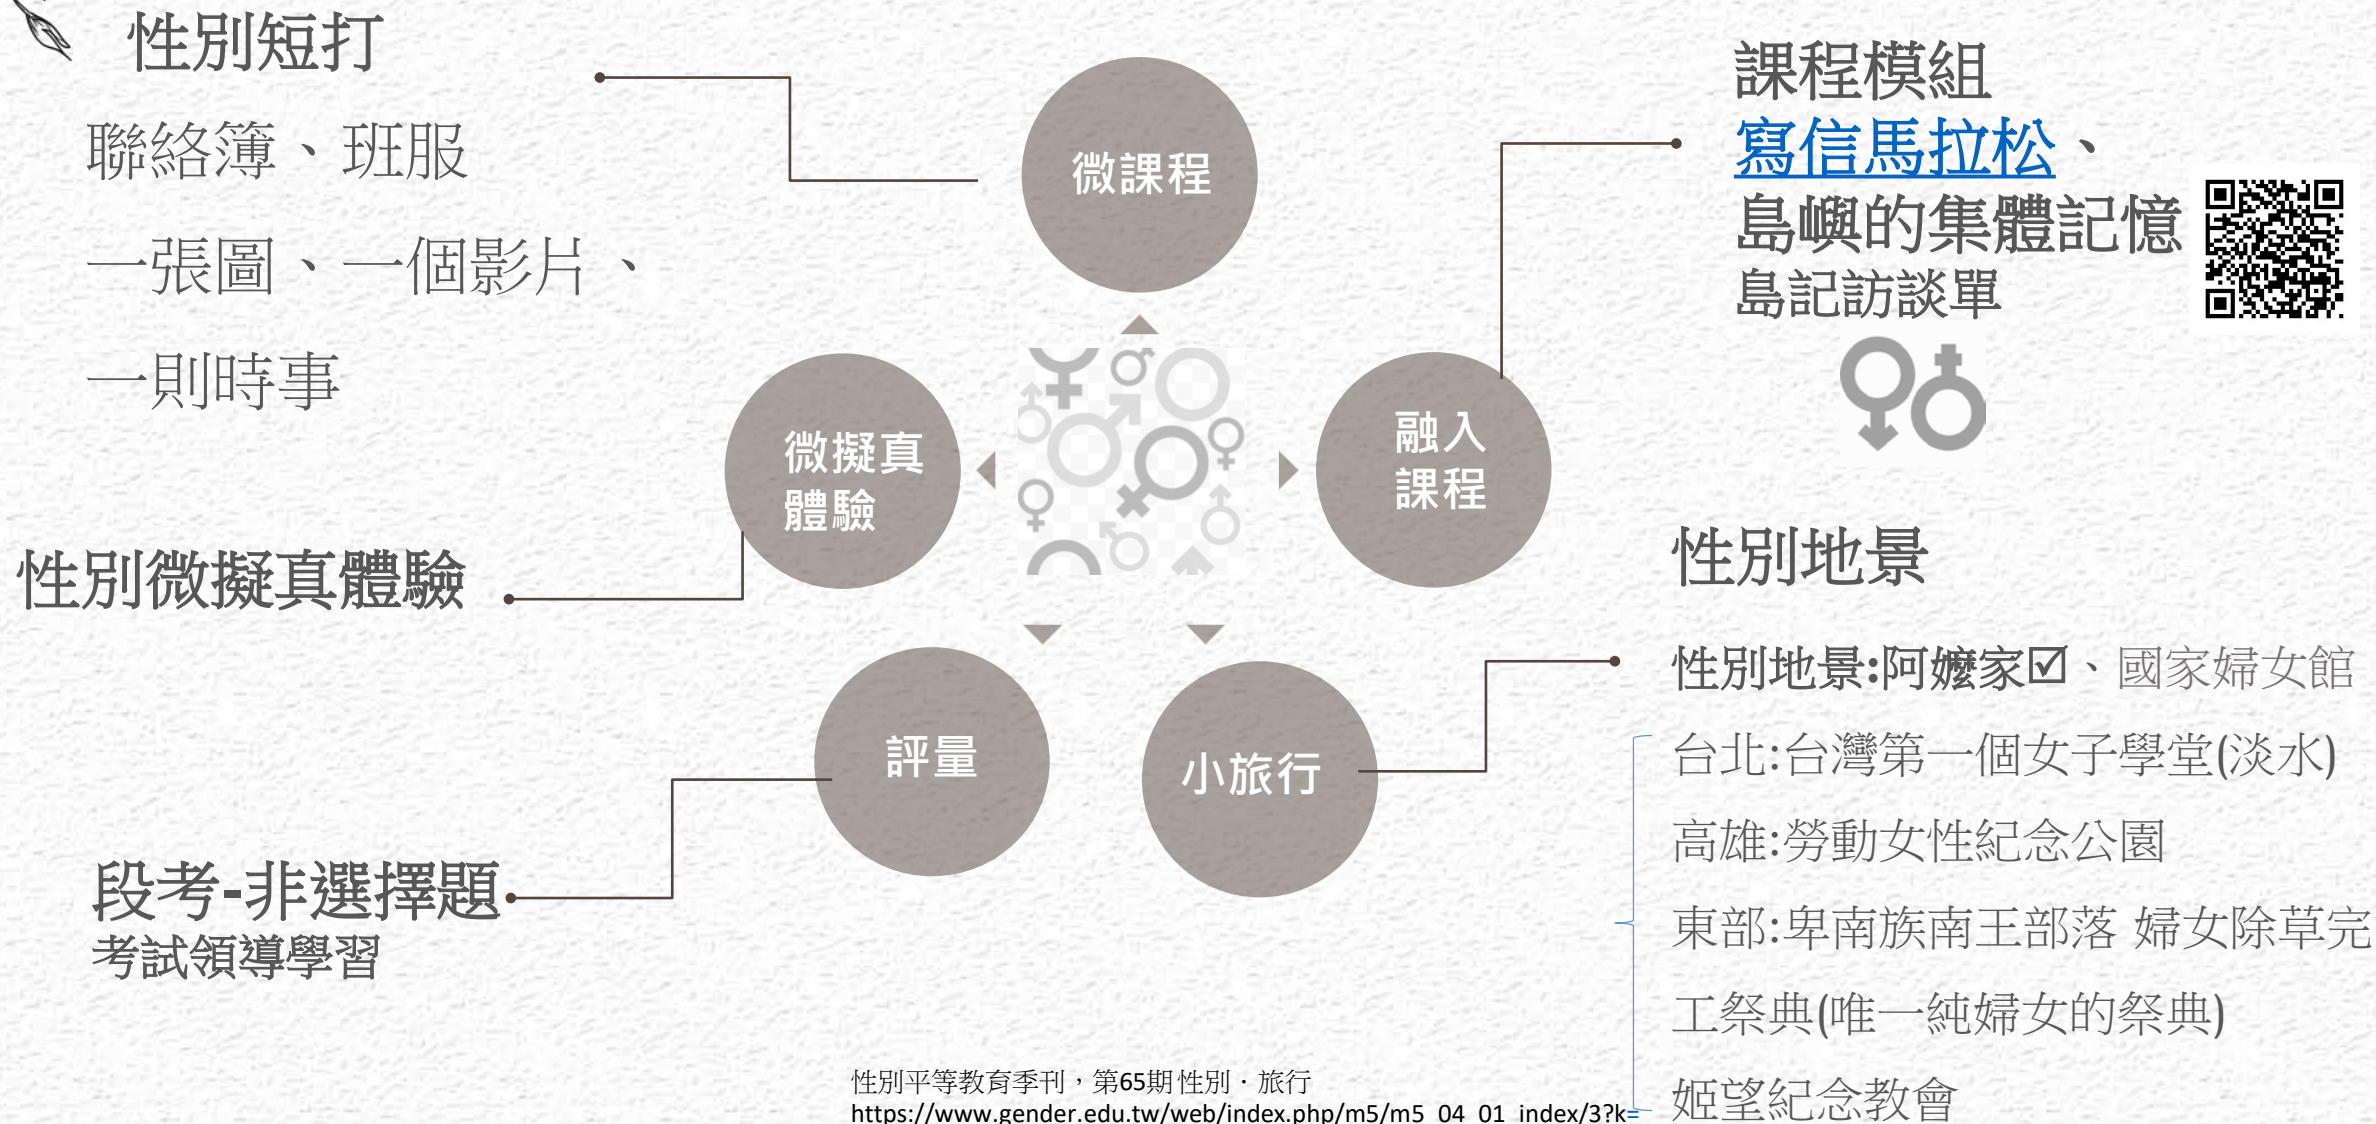 性別短打
聯絡簿、班服
一張圖、一個影片、
一則時事
微課程
課程模組
寫信馬拉松、
島嶼的集體記憶
島記訪談單
微擬真
體驗
融入
課程
性別微擬真體驗
性別地景
性別地景:阿嬤家☑、國家婦女館
台北:台灣第一個女子學堂(淡水)
高雄:勞動女性紀念公園
東部:卑南族南王部落 婦女除草完
工祭典(唯一純婦女的祭典)
姬望紀念教會
評量
小旅行
段考-非選擇題
考試領導學習
性別平等教育季刊，第65期 性別．旅行
https://www.gender.edu.tw/web/index.php/m5/m5_04_01_index/3?k=